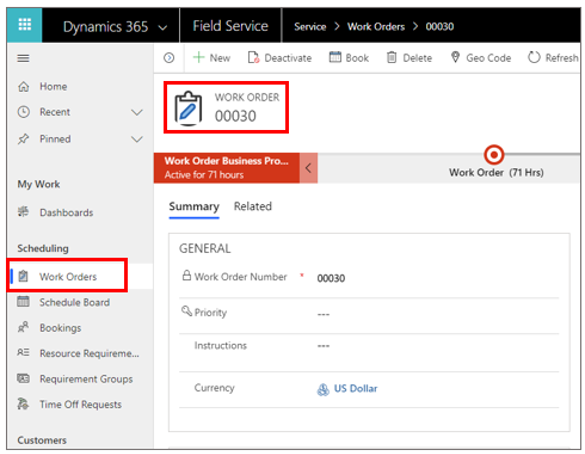 Dynamics 365 Field Service Service > Work Orders > 00030
New Deactivate Book Delete Geo Code Refresh
Home
Recent
Pinned
My Work
Dashboards
Scheduling
Work Orders
Schedule Board
Bookings
Resource Requireme...
Requirement Groups
Time Off Requests
Customers
WORK ORDER
00030
Work Order Business Pro...
Active for 71 hours
Work Order (71 Hrs)
Summary Related
GENERAL
Work Order Number * 00030
Priority ---
Instructions ---
Currency US Dollar